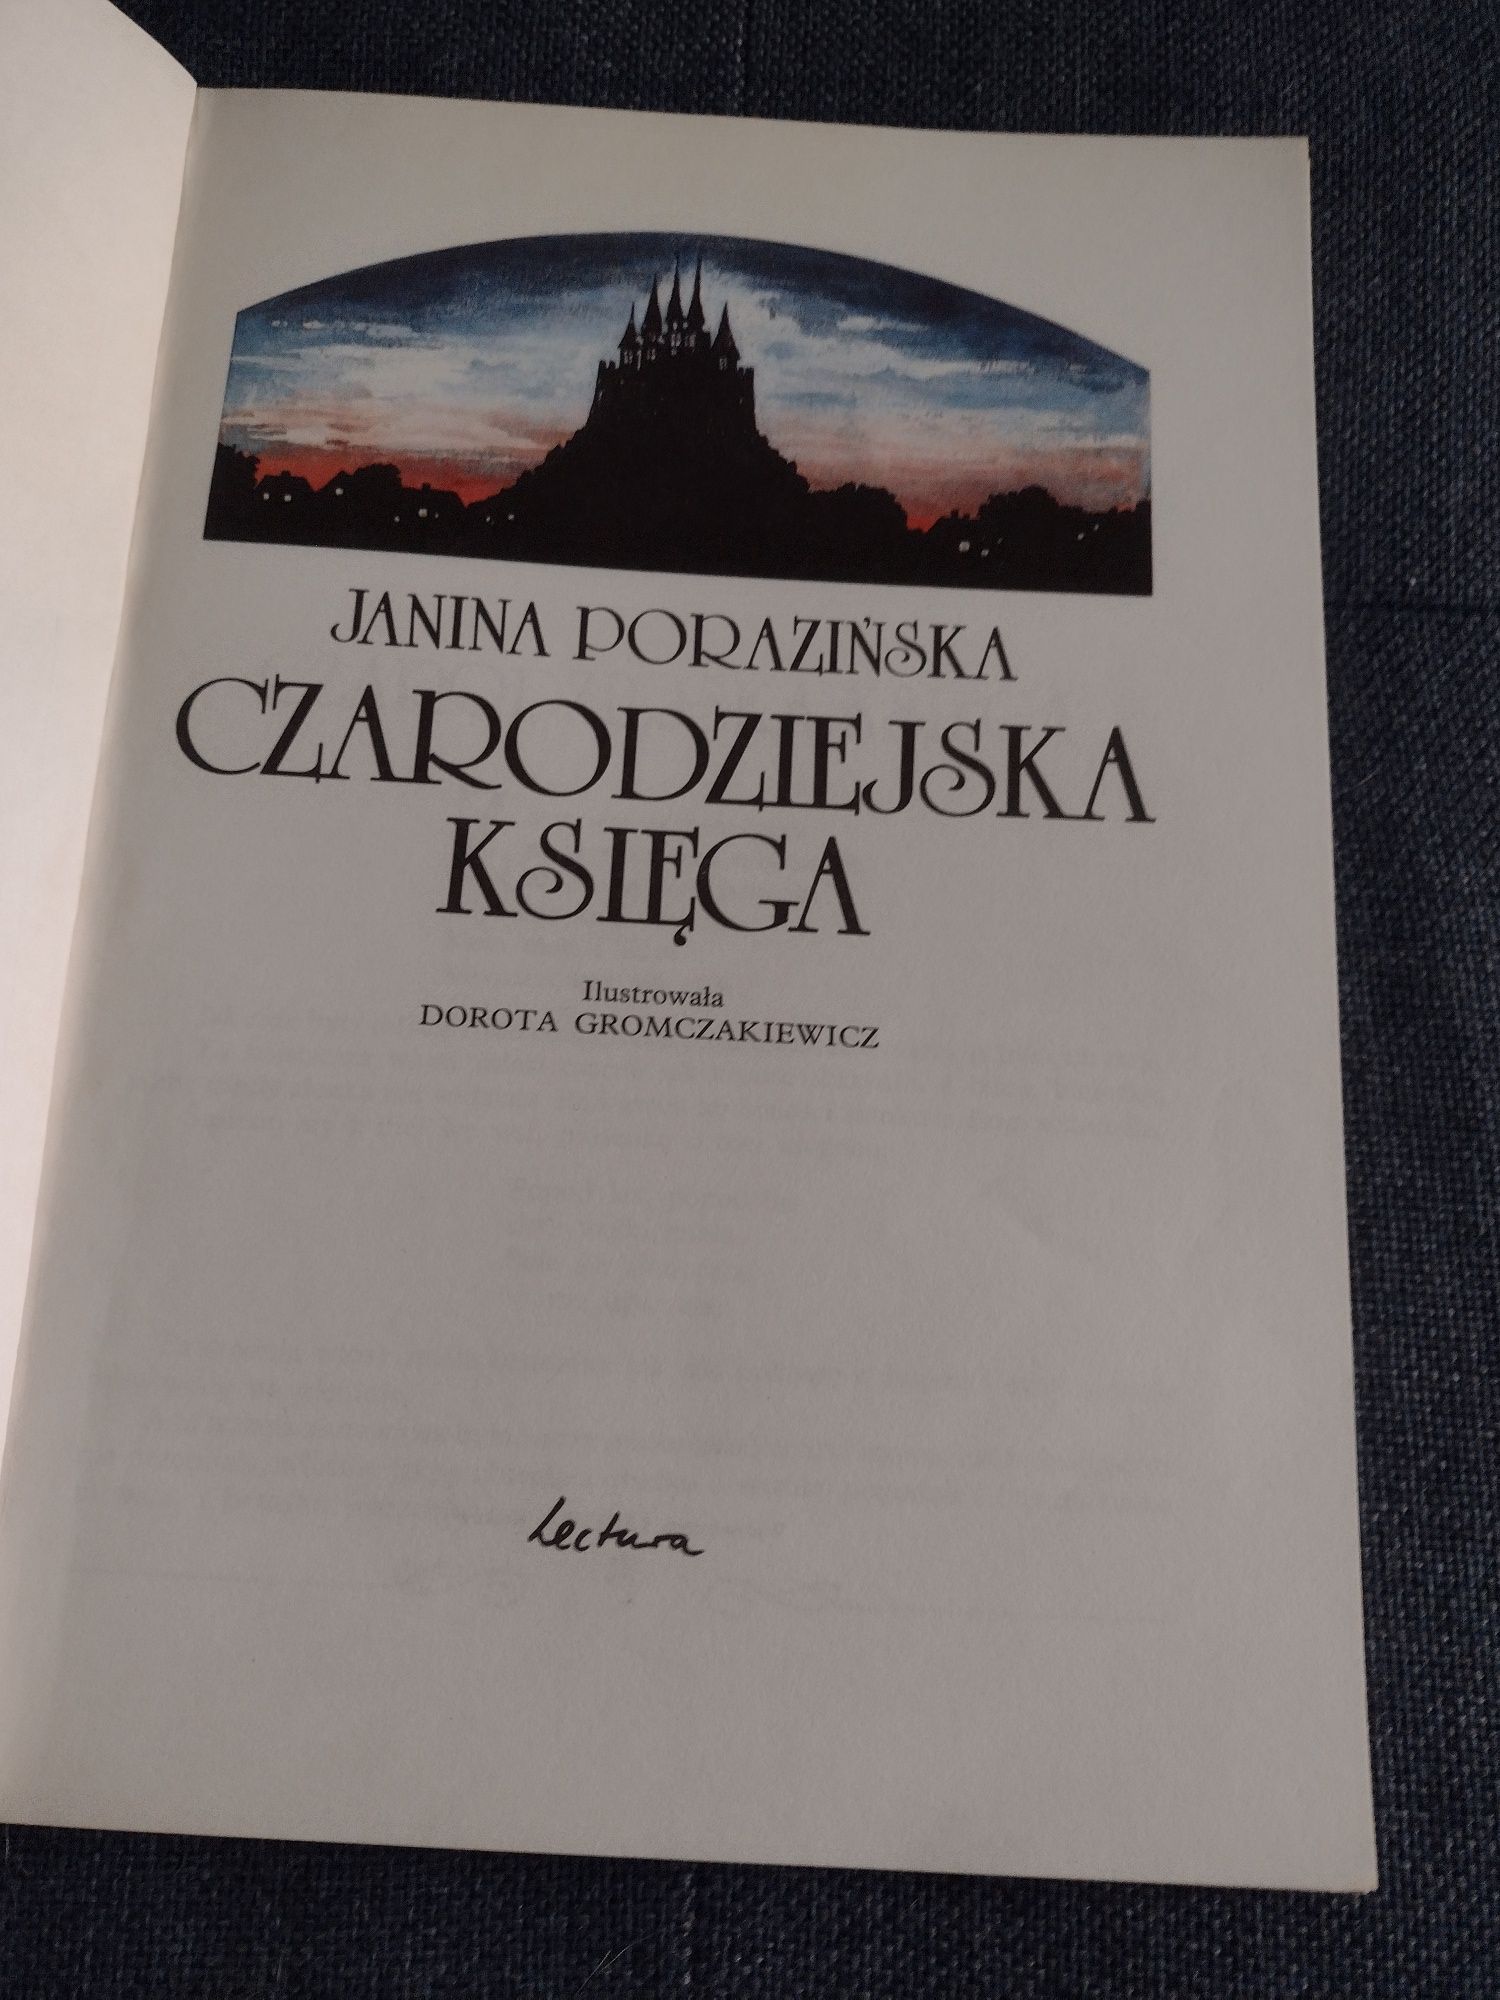 JANINA PORAZIŃSKA
CZARODZIEJSKA
KSIĘGA
Ilustrowała
DOROTA GROMCZAKIEWICZ
Lectura